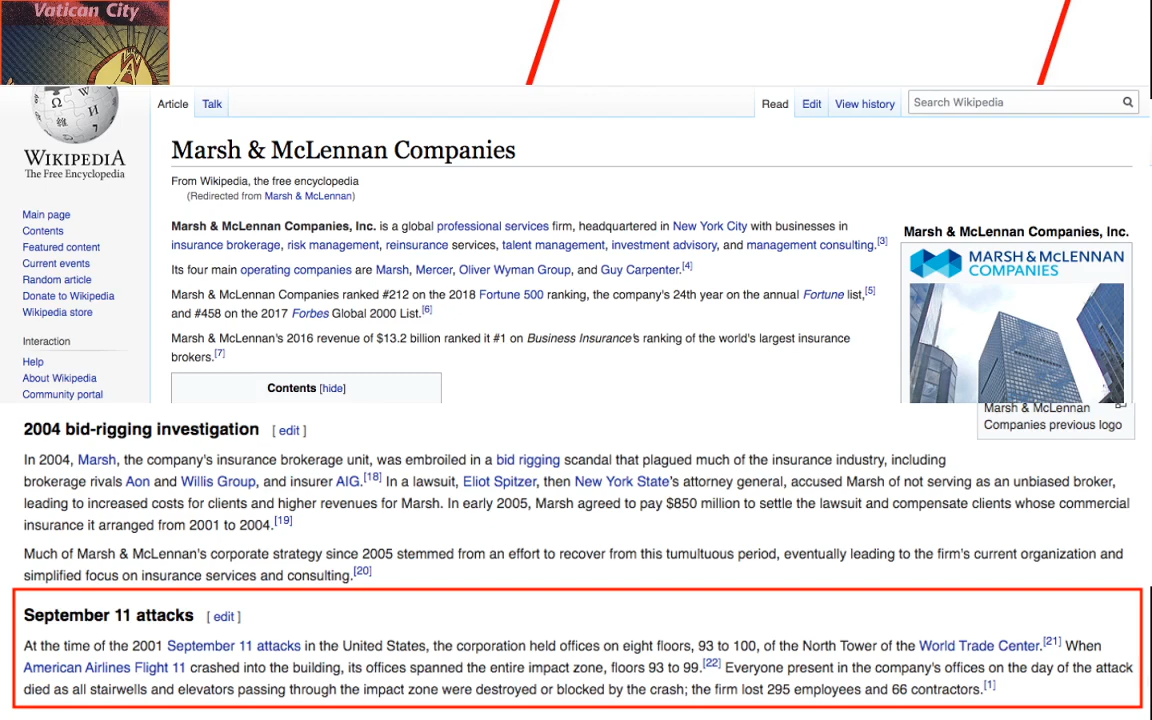 Vatican City
Article Talk Read Edit View history Search Wikipedia
Ω W И 維
WIKIPEDIA
The Free Encyclopedia
Main page
Contents
Featured content
Current events
Random article
Donate to Wikipedia
Wikipedia store
Interaction
Help
About Wikipedia
Community portal
Marsh & McLennan Companies
From Wikipedia, the free encyclopedia
(Redirected from Marsh & McLennan)
Marsh & McLennan Companies, Inc. is a global professional services firm, headquartered in New York City with businesses in
insurance brokerage, risk management, reinsurance services, talent management, investment advisory, and management consulting.[3]
Its four main operating companies are Marsh, Mercer, Oliver Wyman Group, and Guy Carpenter.[4]
Marsh & McLennan Companies ranked #212 on the 2018 Fortune 500 ranking, the company's 24th year on the annual Fortune list,[5]
and #458 on the 2017 Forbes Global 2000 List.[6]
Marsh & McLennan's 2016 revenue of $13.2 billion ranked it #1 on Business Insurance's ranking of the world's largest insurance
brokers.[7]
Contents [hide]
Marsh & McLennan Companies, Inc.
MARSH & McLENNAN
COMPANIES
Marsh & McLennan
Companies previous logo
2004 bid-rigging investigation [ edit ]
In 2004, Marsh, the company's insurance brokerage unit, was embroiled in a bid rigging scandal that plagued much of the insurance industry, including
brokerage rivals Aon and Willis Group, and insurer AIG.[18] In a lawsuit, Eliot Spitzer, then New York State's attorney general, accused Marsh of not serving as an unbiased broker,
leading to increased costs for clients and higher revenues for Marsh. In early 2005, Marsh agreed to pay $850 million to settle the lawsuit and compensate clients whose commercial
insurance it arranged from 2001 to 2004.[19]
Much of Marsh & McLennan's corporate strategy since 2005 stemmed from an effort to recover from this tumultuous period, eventually leading to the firm's current organization and
simplified focus on insurance services and consulting.[20]
September 11 attacks [ edit ]
At the time of the 2001 September 11 attacks in the United States, the corporation held offices on eight floors, 93 to 100, of the North Tower of the World Trade Center.[21] When
American Airlines Flight 11 crashed into the building, its offices spanned the entire impact zone, floors 93 to 99.[22] Everyone present in the company's offices on the day of the attack
died as all stairwells and elevators passing through the impact zone were destroyed or blocked by the crash; the firm lost 295 employees and 66 contractors.[1]